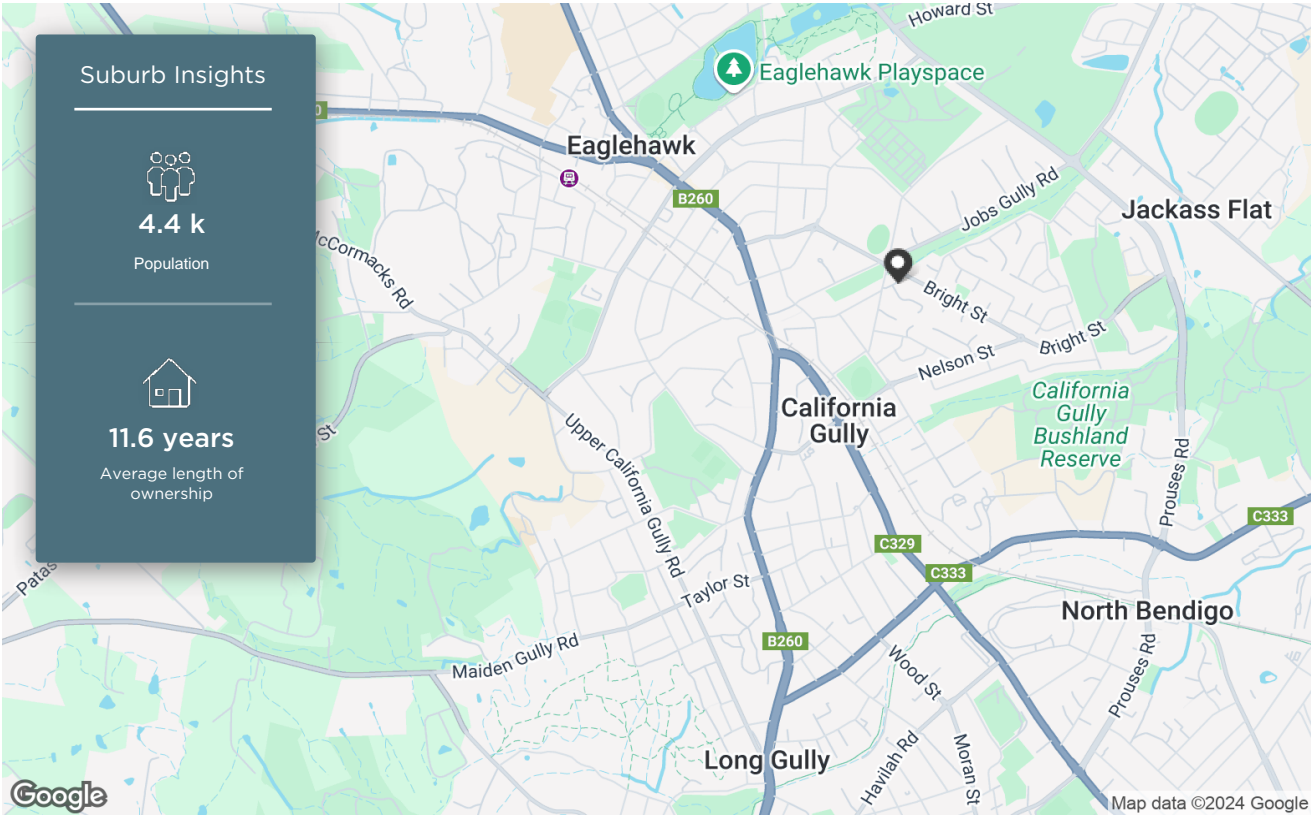 Suburb Insights
4.4 k
Population
11.6 years
Average length of
ownership
Howard St
Eaglehawk Playspace
Eaglehawk
B260
Jobs Gully Rd
Jackass Flat
McCormacks Rd
Bright St
Bright St
Nelson St
California
Gully
California
Gully
Bushland
Reserve
St
Upper California Gully Rd
Prouses Rd
C333
C329
C333
Taylor St
North Bendigo
B260
Maiden Gully Rd
Wood St
Prouses Rd
Long Gully
Havilah Rd
Moran St
Google
Map data ©2024 Google